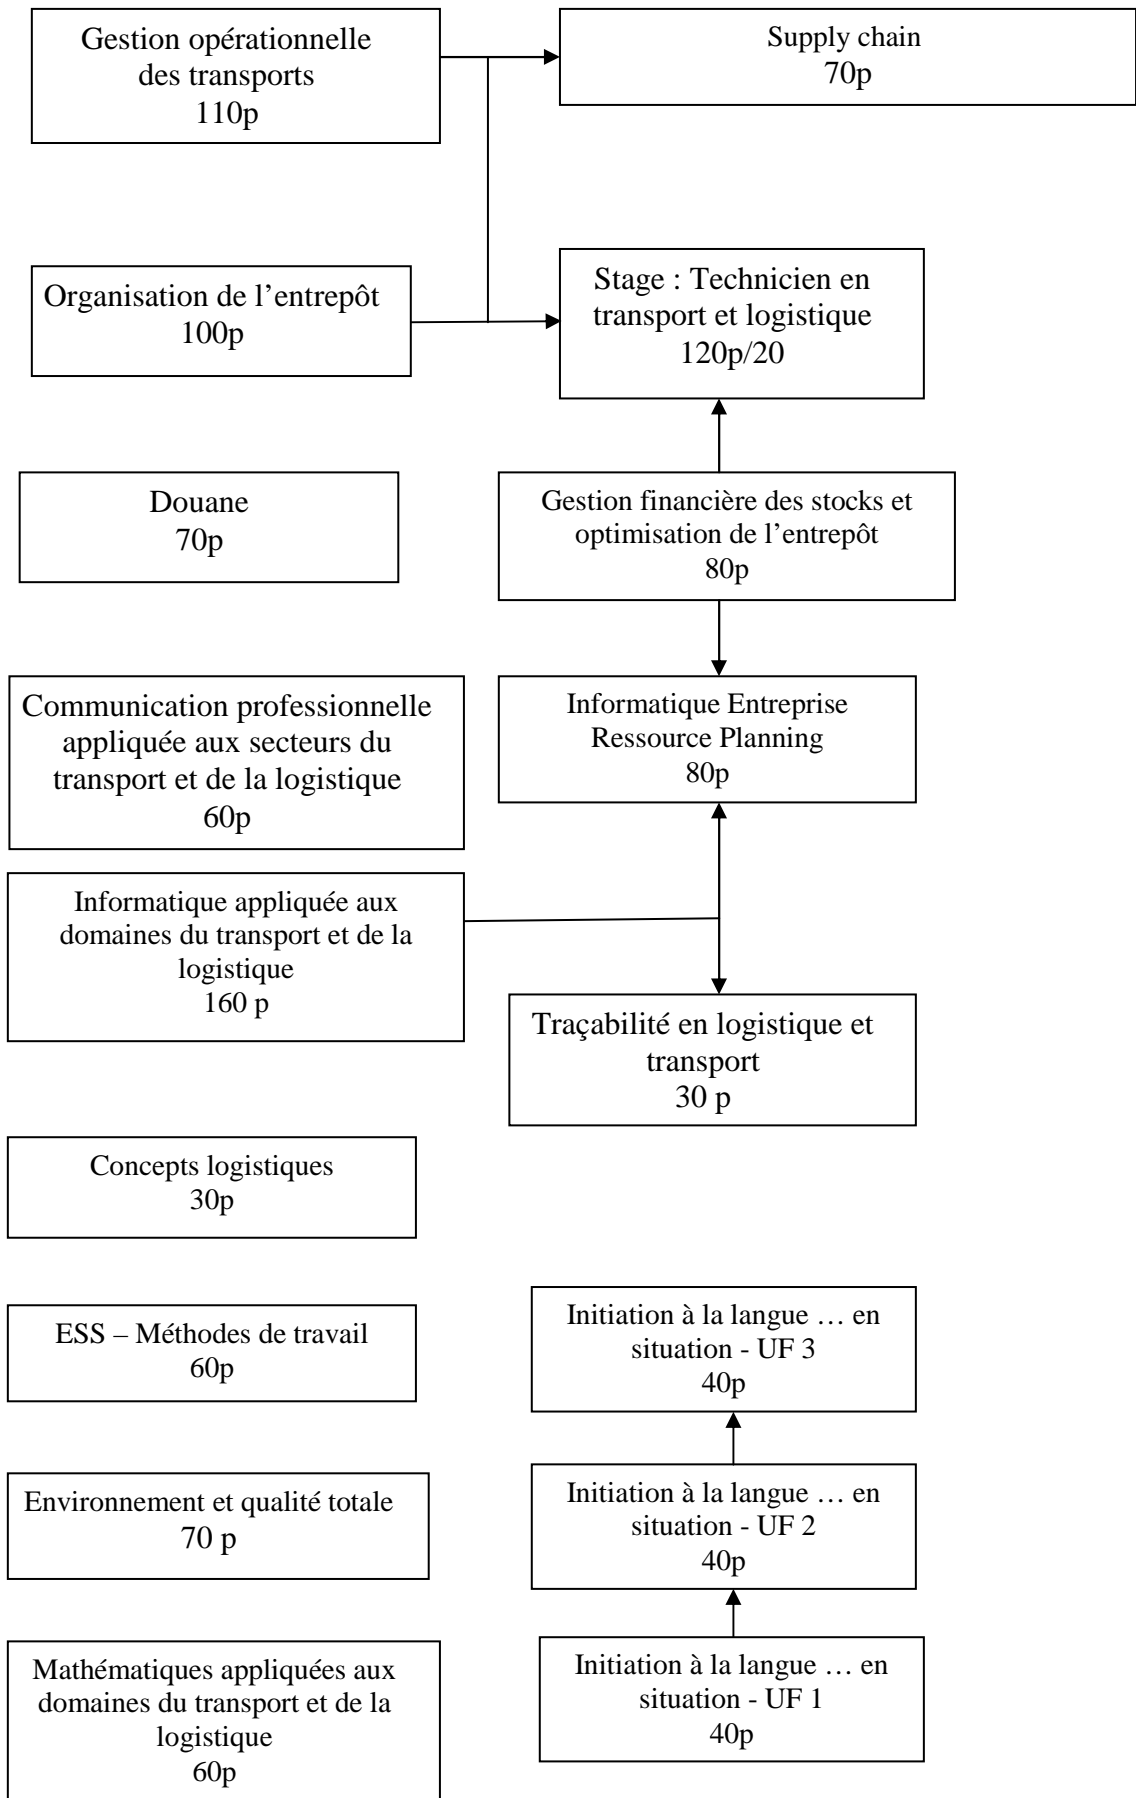 Gestion opérationnelle
des transports
110p
Supply chain
70p
Organisation de l’entrepôt
100p
Stage : Technicien en
transport et logistique
120p/20
Douane
70p
Gestion financière des stocks et
optimisation de l’entrepôt
80p
Communication professionnelle
appliquée aux secteurs du
transport et de la logistique
60p
Informatique Entreprise
Ressource Planning
80p
Informatique appliquée aux
domaines du transport et de la
logistique
160 p
Traçabilité en logistique et
transport
30 p
Concepts logistiques
30p
ESS – Méthodes de travail
60p
Initiation à la langue … en
situation - UF 3
40p
Environnement et qualité totale
70 p
Initiation à la langue … en
situation - UF 2
40p
Mathématiques appliquées aux
domaines du transport et de la
logistique
60p
Initiation à la langue … en
situation - UF 1
40p